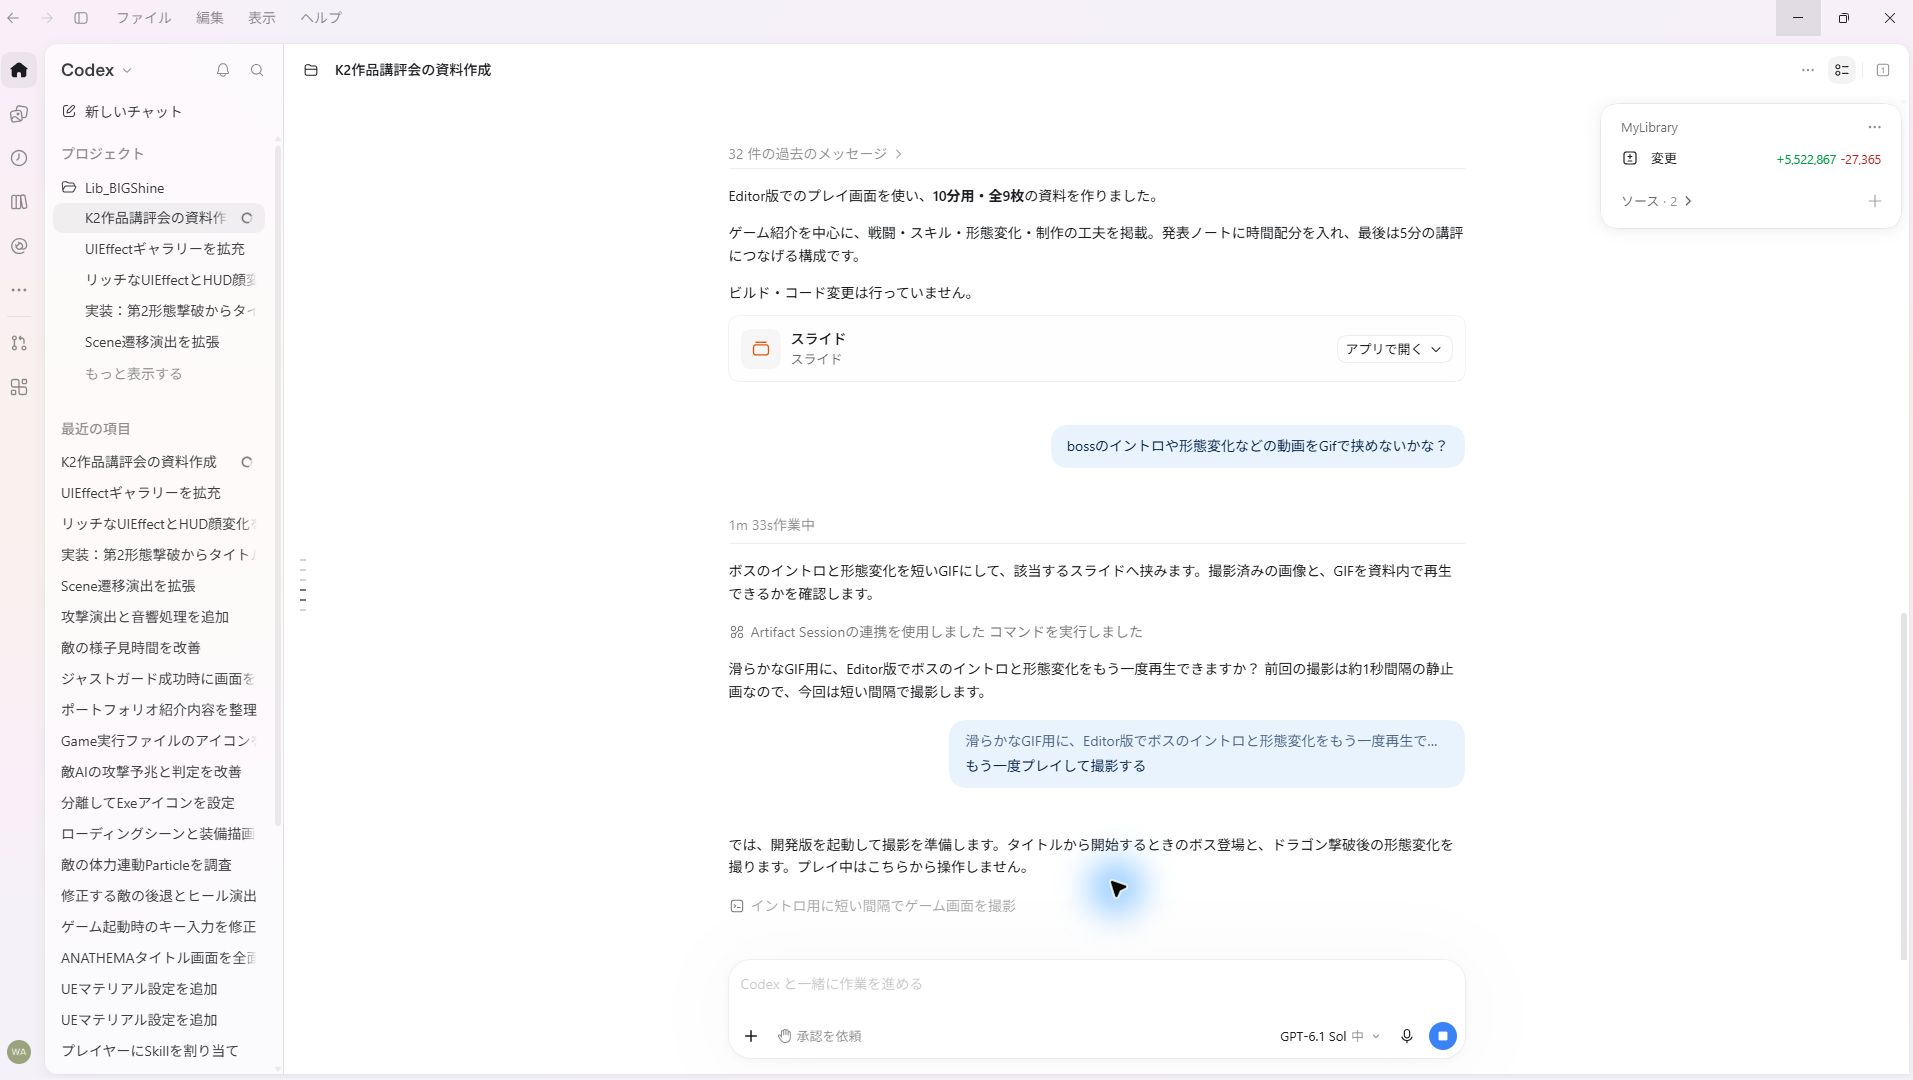 ファイル 編集 表示 ヘルプ
Codex
新しいチャット
プロジェクト
Lib_BIGShine
K2作品講評会の資料作
UIEffectギャラリーを拡充
リッチなUIEffectとHUD顔変
実装：第2形態撃破からタイ
Scene遷移演出を拡張
もっと表示する
最近の項目
K2作品講評会の資料作成
UIEffectギャラリーを拡充
リッチなUIEffectとHUD顔変化を
実装：第2形態撃破からタイトル
Scene遷移演出を拡張
攻撃演出と音響処理を追加
敵の様子見時間を改善
ジャストガード成功時に画面を
ポートフォリオ紹介内容を整理
Game実行ファイルのアイコンを
敵AIの攻撃予兆と判定を改善
分離してExeアイコンを設定
ローディングシーンと装備描画
敵の体力連動Particleを調査
修正する敵の後退とヒール演出
ゲーム起動時のキー入力を修正
ANATHEMAタイトル画面を全面
UEマテリアル設定を追加
UEマテリアル設定を追加
プレイヤーにSkillを割り当て
WA
K2作品講評会の資料作成
1
MyLibrary
変更 +5,522,867 -27,365
ソース · 2
32 件の過去のメッセージ
Editor版でのプレイ画面を使い、10分用・全9枚の資料を作りました。
ゲーム紹介を中心に、戦闘・スキル・形態変化・制作の工夫を掲載。発表ノートに時間配分を入れ、最後は5分の講評
につなげる構成です。
ビルド・コード変更は行っていません。
スライド
スライド
アプリで開く
bossのイントロや形態変化などの動画をGifで挟めないかな？
1m 33s作業中
ボスのイントロと形態変化を短いGIFにして、該当するスライドへ挟みます。撮影済みの画像と、GIFを資料内で再生
できるかを確認します。
Artifact Sessionの連携を使用しました コマンドを実行しました
滑らかなGIF用に、Editor版でボスのイントロと形態変化をもう一度再生できますか？ 前回の撮影は約1秒間隔の静止
画なので、今回は短い間隔で撮影します。
滑らかなGIF用に、Editor版でボスのイントロと形態変化をもう一度再生で...
もう一度プレイして撮影する
では、開発版を起動して撮影を準備します。タイトルから開始するときのボス登場と、ドラゴン撃破後の形態変化を
撮ります。プレイ中はこちらから操作しません。
イントロ用に短い間隔でゲーム画面を撮影
Codex と一緒に作業を進める
承認を依頼
GPT-6.1 Sol 中